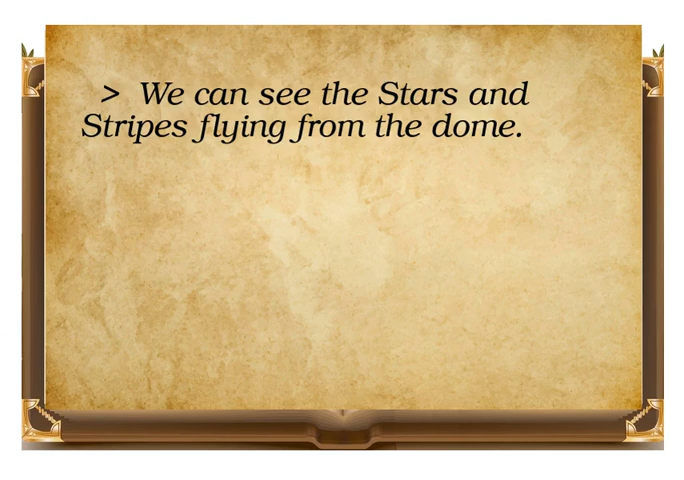 > We can see the Stars and
Stripes flying from the dome.